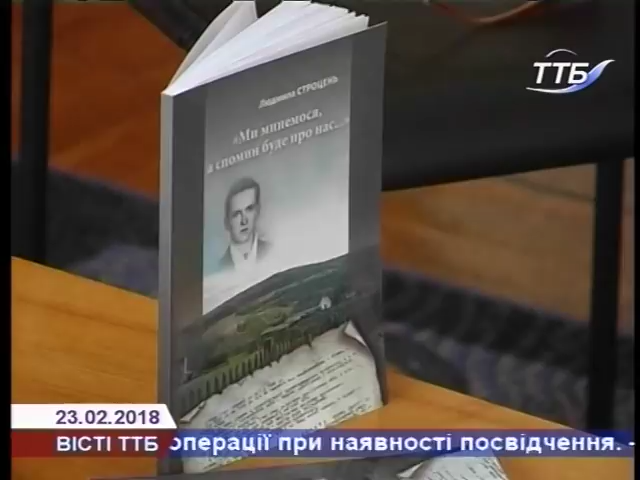 ТТБ
Людмила СТРОЦЕНЬ
«Ми минемося,
а спомин буде про нас...»
23.02.2018
ВІСТІ ТТБ
операції при наявності посвідчення. -